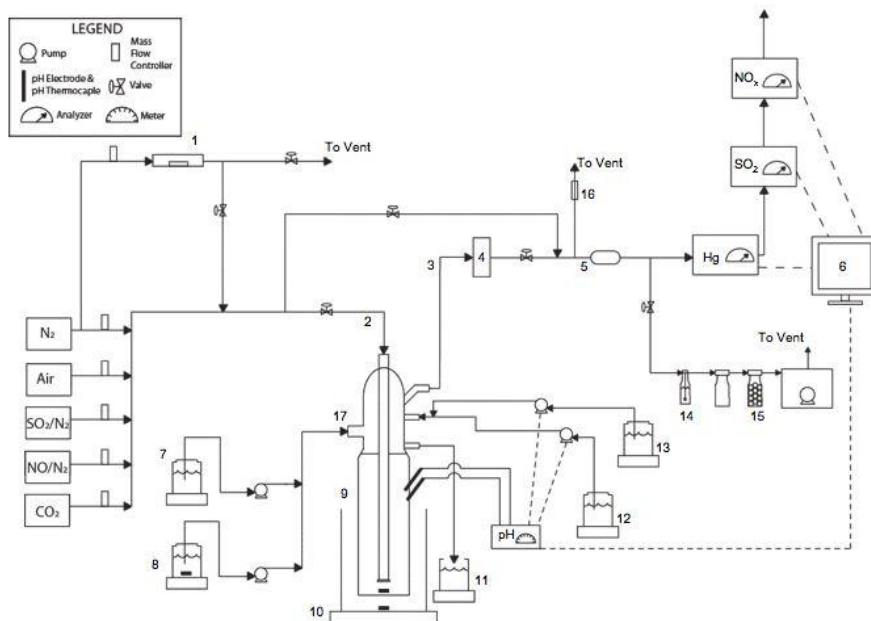 LEGEND
Pump
Mass
Flow
Controller
pH Electrode &
pH Thermocaple
Valve
Analyzer
Meter
1
To Vent
To Vent
16
NOx
SO2
Hg
6
3
4
5
2
N2
Air
SO2/N2
NO/N2
CO2
17
7
8
9
10
11
12
13
pH
14
15
To Vent